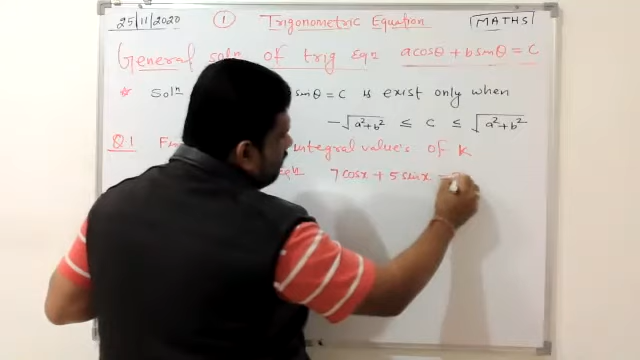 25/11/2020 ① Trigonometric Equation MATHS
General solⁿ of trig Eqⁿ acosθ + bsinθ = C
* Solⁿ sinθ = C is exist only when
-√a²+b² ≤ c ≤ √a²+b²
Q1 integral value's of K
7cosx + 5sinx =